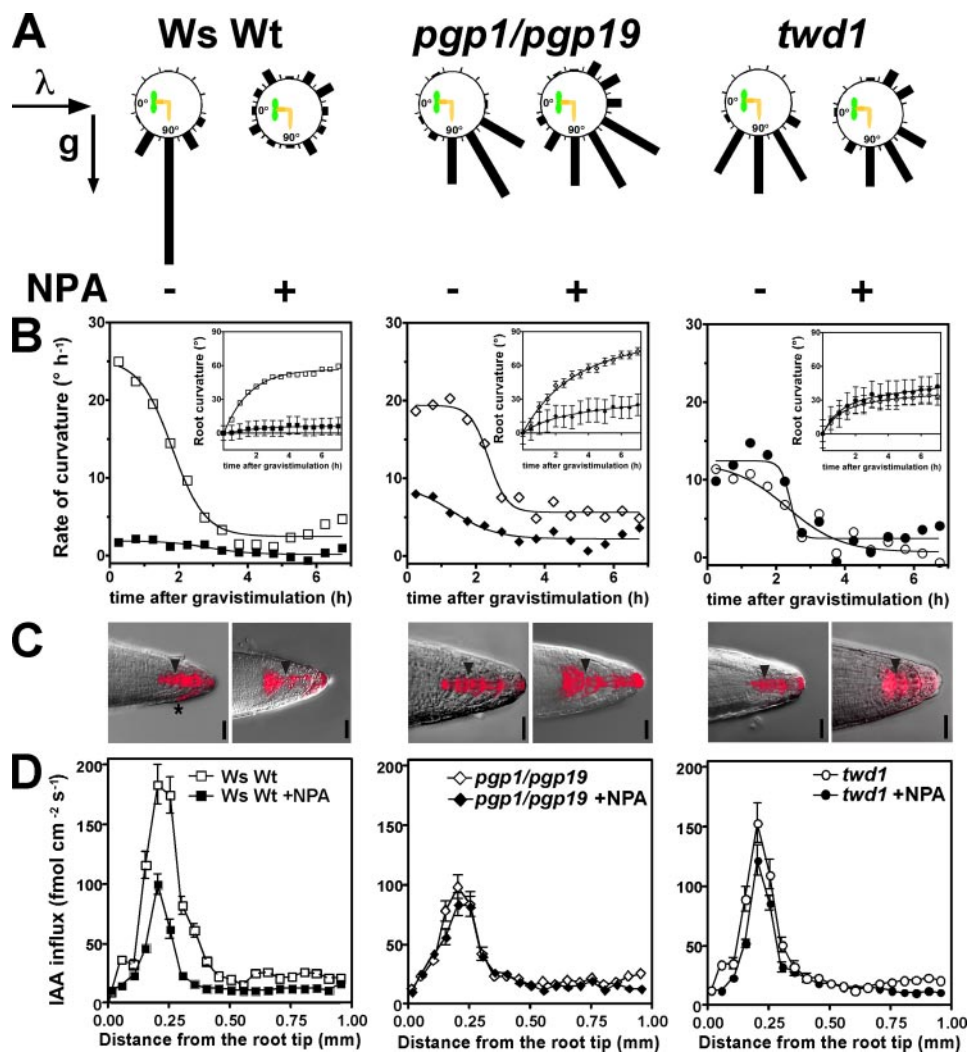 A
Ws Wt
pgp1/pgp19
twd1
λ
g
0°
90°
0°
90°
0°
90°
0°
90°
0°
90°
0°
90°
NPA - + - + - +
B
Rate of curvature (° h⁻¹)
30
20
10
0
0 2 4 6
time after gravistimulation (h)
Root curvature (°)
90
60
30
0
2 4 6
time after gravistimulation (h)
30
20
10
0
0 2 4 6
time after gravistimulation (h)
Root curvature (°)
90
60
30
0
2 4 6
time after gravistimulation (h)
30
20
10
0
0 2 4 6
time after gravistimulation (h)
Root curvature (°)
90
60
30
0
2 4 6
time after gravistimulation (h)
C
*
D
IAA influx (fmol cm⁻² s⁻¹)
200
150
100
50
0
Ws Wt
Ws Wt +NPA
0.00 0.25 0.50 0.75 1.00
Distance from the root tip (mm)
200
150
100
50
0
pgp1/pgp19
pgp1/pgp19 +NPA
0.00 0.25 0.50 0.75 1.00
Distance from the root tip (mm)
200
150
100
50
0
twd1
twd1 +NPA
0.00 0.25 0.50 0.75 1.00
Distance from the root tip (mm)